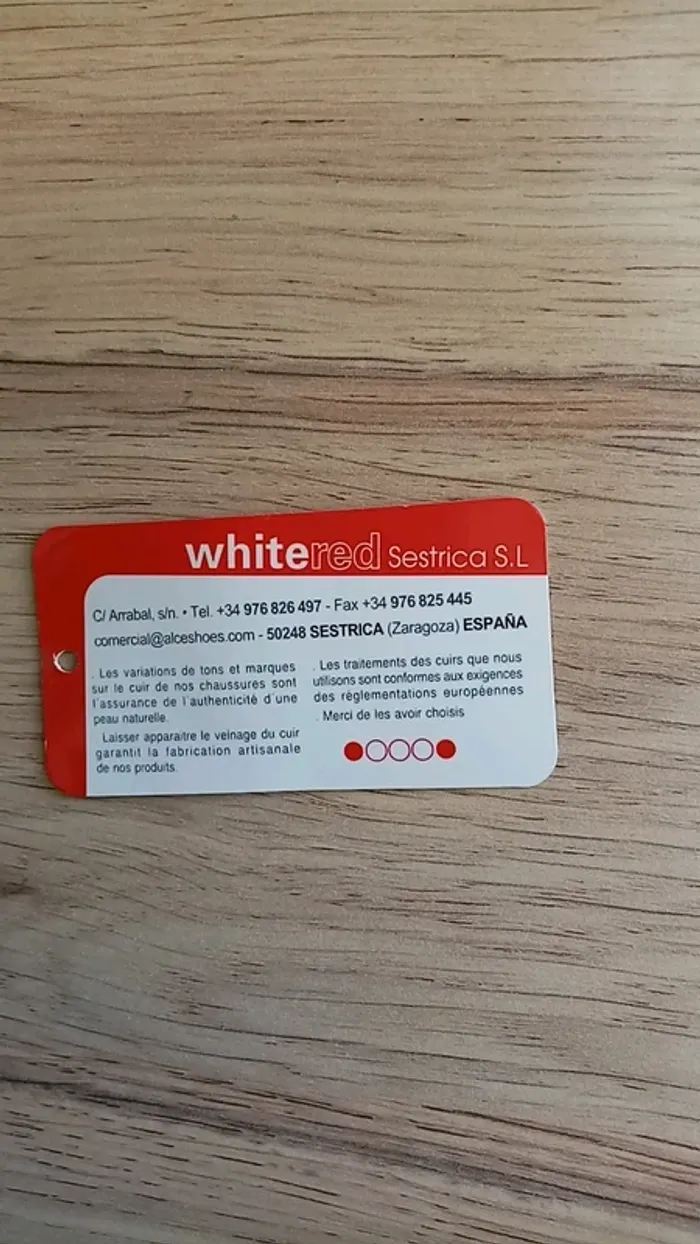 whitered Sestrica S.L
C/ Arrabal, s/n. • Tel. +34 976 826 497 - Fax +34 976 825 445
comercial@alceshoes.com - 50248 SESTRICA (Zaragoza) ESPAÑA
. Les variations de tons et marques
sur le cuir de nos chaussures sont
l'assurance de l'authenticité d'une
peau naturelle.
Laisser apparaitre le veinage du cuir
garantit la fabrication artisanale
de nos produits.
. Les traitements des cuirs que nous
utilisons sont conformes aux exigences
des règlementations européennes
. Merci de les avoir choisis